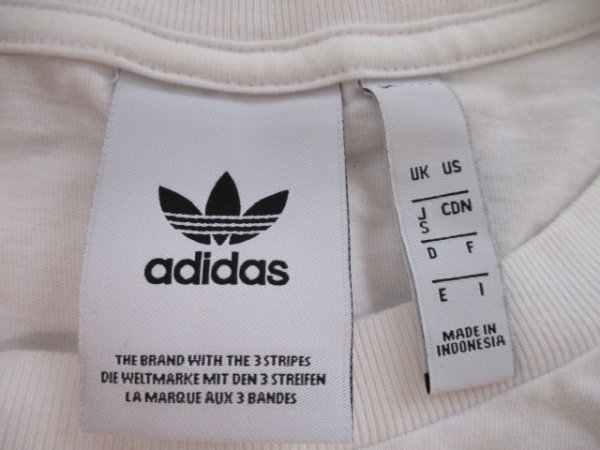 adidas
THE BRAND WITH THE 3 STRIPES
DIE WELTMARKE MIT DEN 3 STREIFEN
LA MARQUE AUX 3 BANDES
UK US
J CDN
S
D F
E I
MADE IN
INDONESIA